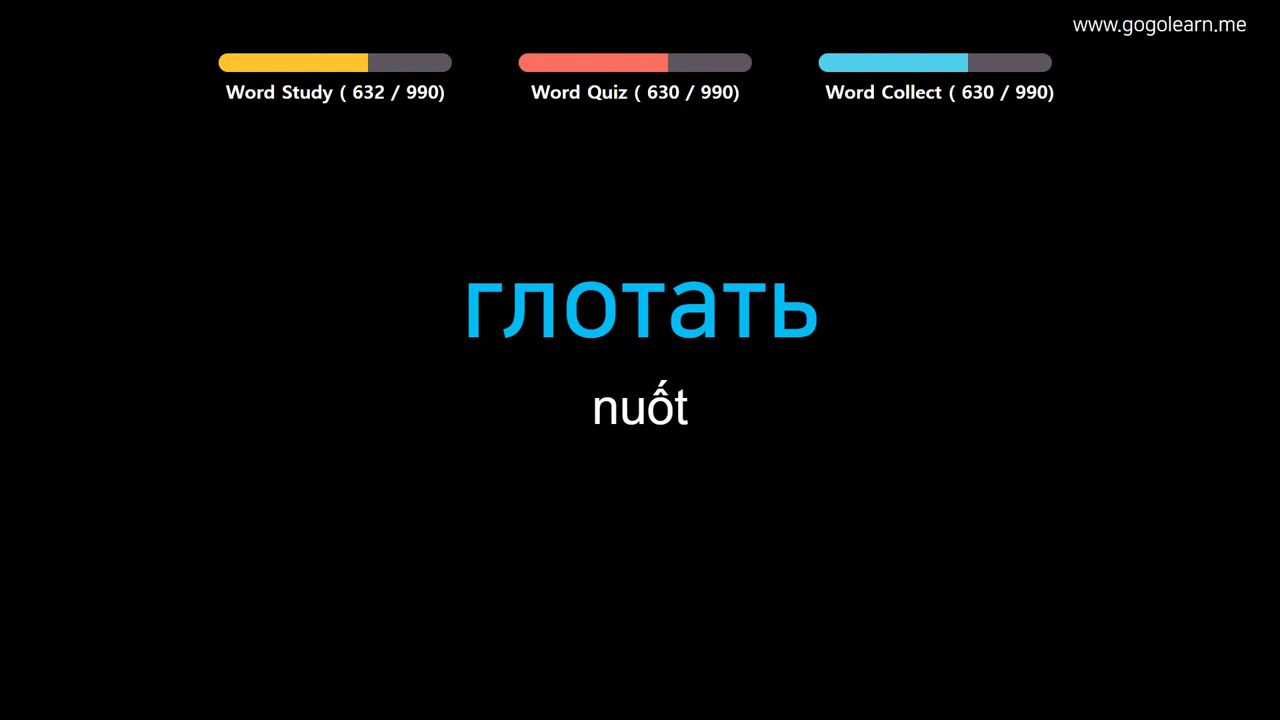 www.gogolearn.me
Word Study ( 632 / 990)
Word Quiz ( 630 / 990)
Word Collect ( 630 / 990)
глотать
nuốt